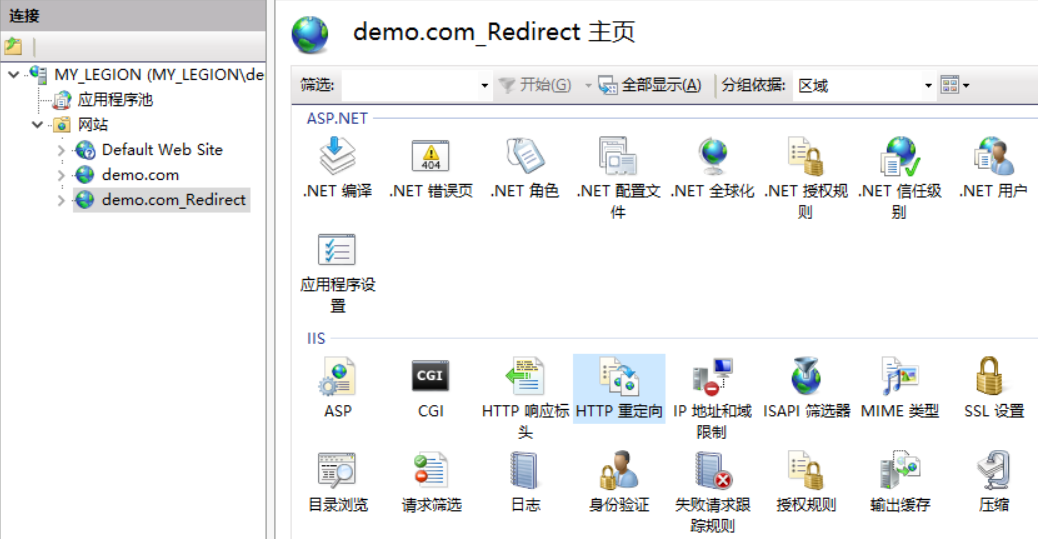 连接
demo.com_Redirect 主页
MY_LEGION (MY_LEGION\de
应用程序池
网站
Default Web Site
demo.com
demo.com_Redirect
筛选: 开始(G) 全部显示(A) 分组依据: 区域
ASP.NET
.NET 编译 .NET 错误页 .NET 角色 .NET 配置文 .NET 全球化 .NET 授权规 .NET 信任级 .NET 用户
件 则 别
404
应用程序设
置
IIS
CGI
ASP CGI HTTP 响应标 HTTP 重定向 IP 地址和域 ISAPI 筛选器 MIME 类型 SSL 设置
头 限制
目录浏览 请求筛选 日志 身份验证 失败请求跟 授权规则 输出缓存 压缩
踪规则